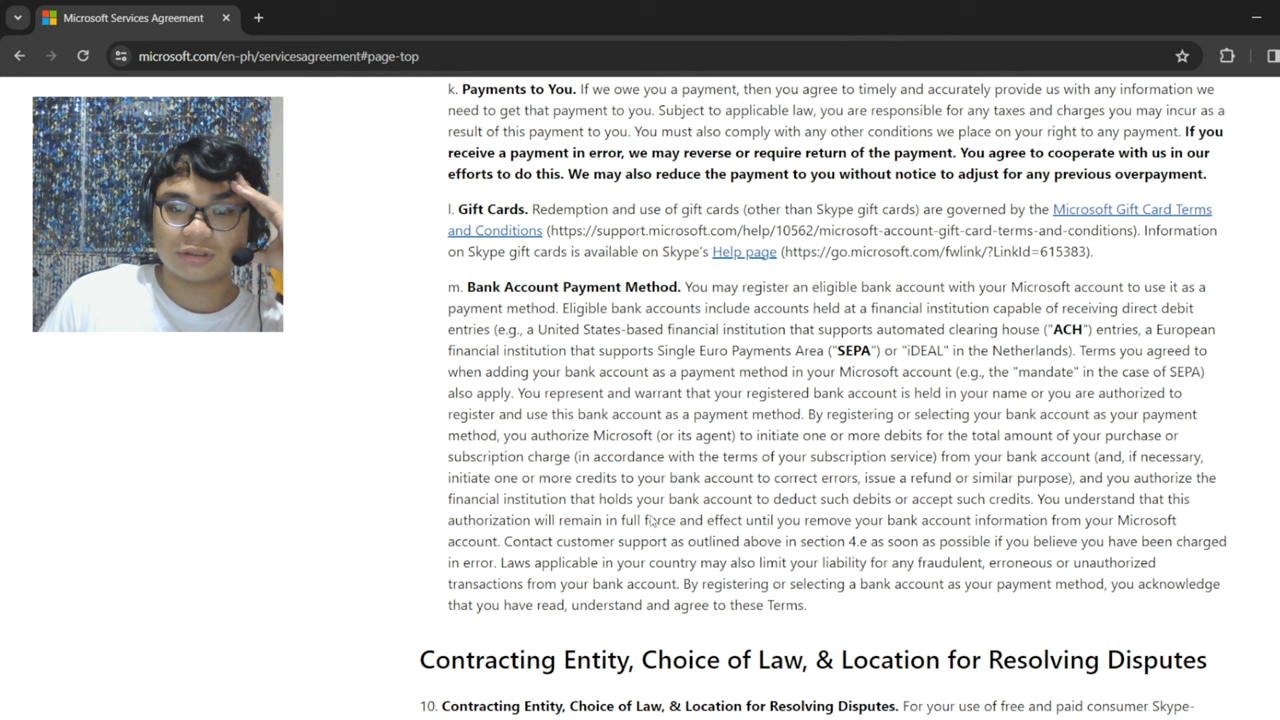 Microsoft Services Agreement
microsoft.com/en-ph/servicesagreement#page-top
k. Payments to You. If we owe you a payment, then you agree to timely and accurately provide us with any information we
need to get that payment to you. Subject to applicable law, you are responsible for any taxes and charges you may incur as a
result of this payment to you. You must also comply with any other conditions we place on your right to any payment. If you
receive a payment in error, we may reverse or require return of the payment. You agree to cooperate with us in our
efforts to do this. We may also reduce the payment to you without notice to adjust for any previous overpayment.
l. Gift Cards. Redemption and use of gift cards (other than Skype gift cards) are governed by the Microsoft Gift Card Terms
and Conditions (https://support.microsoft.com/help/10562/microsoft-account-gift-card-terms-and-conditions). Information
on Skype gift cards is available on Skype's Help page (https://go.microsoft.com/fwlink/?LinkId=615383).
m. Bank Account Payment Method. You may register an eligible bank account with your Microsoft account to use it as a
payment method. Eligible bank accounts include accounts held at a financial institution capable of receiving direct debit
entries (e.g., a United States-based financial institution that supports automated clearing house ("ACH") entries, a European
financial institution that supports Single Euro Payments Area ("SEPA") or "iDEAL" in the Netherlands). Terms you agreed to
when adding your bank account as a payment method in your Microsoft account (e.g., the "mandate" in the case of SEPA)
also apply. You represent and warrant that your registered bank account is held in your name or you are authorized to
register and use this bank account as a payment method. By registering or selecting your bank account as your payment
method, you authorize Microsoft (or its agent) to initiate one or more debits for the total amount of your purchase or
subscription charge (in accordance with the terms of your subscription service) from your bank account (and, if necessary,
initiate one or more credits to your bank account to correct errors, issue a refund or similar purpose), and you authorize the
financial institution that holds your bank account to deduct such debits or accept such credits. You understand that this
authorization will remain in full force and effect until you remove your bank account information from your Microsoft
account. Contact customer support as outlined above in section 4.e as soon as possible if you believe you have been charged
in error. Laws applicable in your country may also limit your liability for any fraudulent, erroneous or unauthorized
transactions from your bank account. By registering or selecting a bank account as your payment method, you acknowledge
that you have read, understand and agree to these Terms.
Contracting Entity, Choice of Law, & Location for Resolving Disputes
10. Contracting Entity, Choice of Law, & Location for Resolving Disputes. For your use of free and paid consumer Skype-